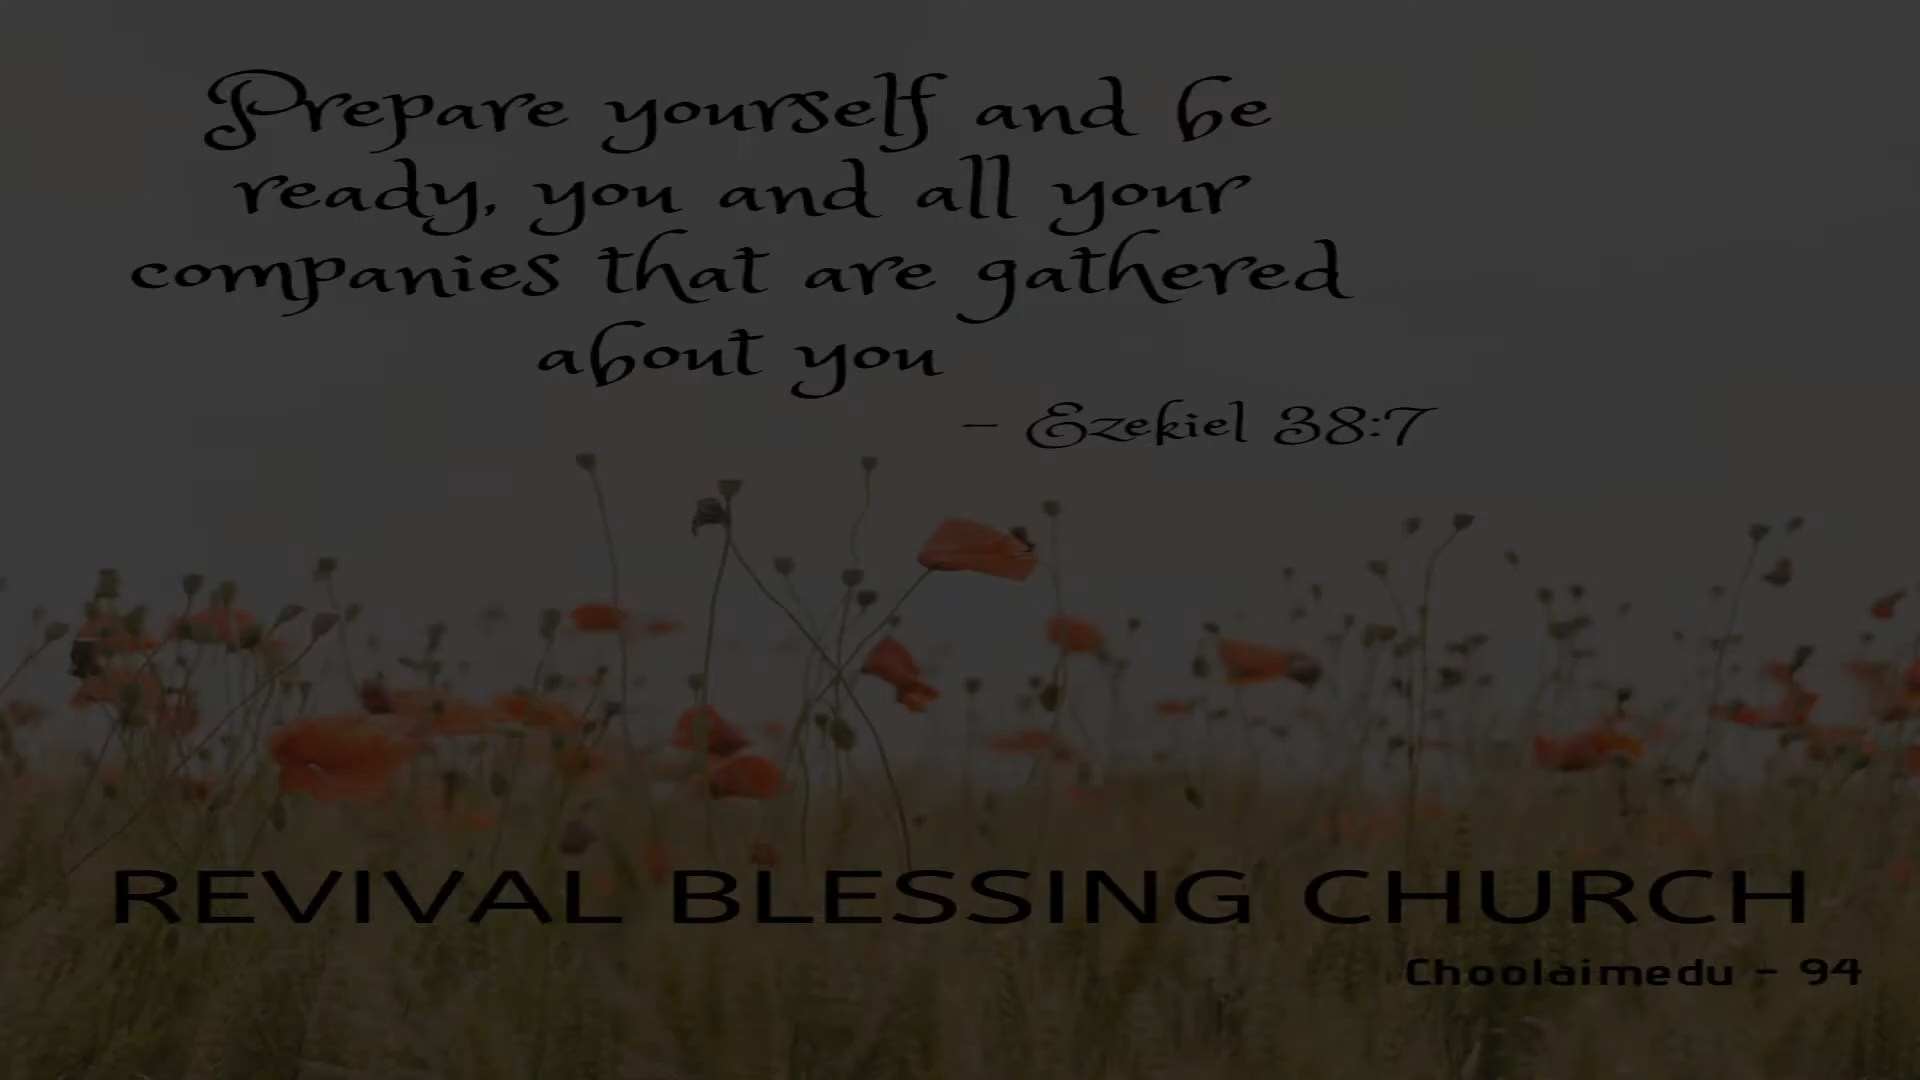 Prepare yourself and be
ready, you and all your
companies that are gathered
about you
- Ezekiel 38:7
REVIVAL BLESSING CHURCH
Choolaimedu - 94